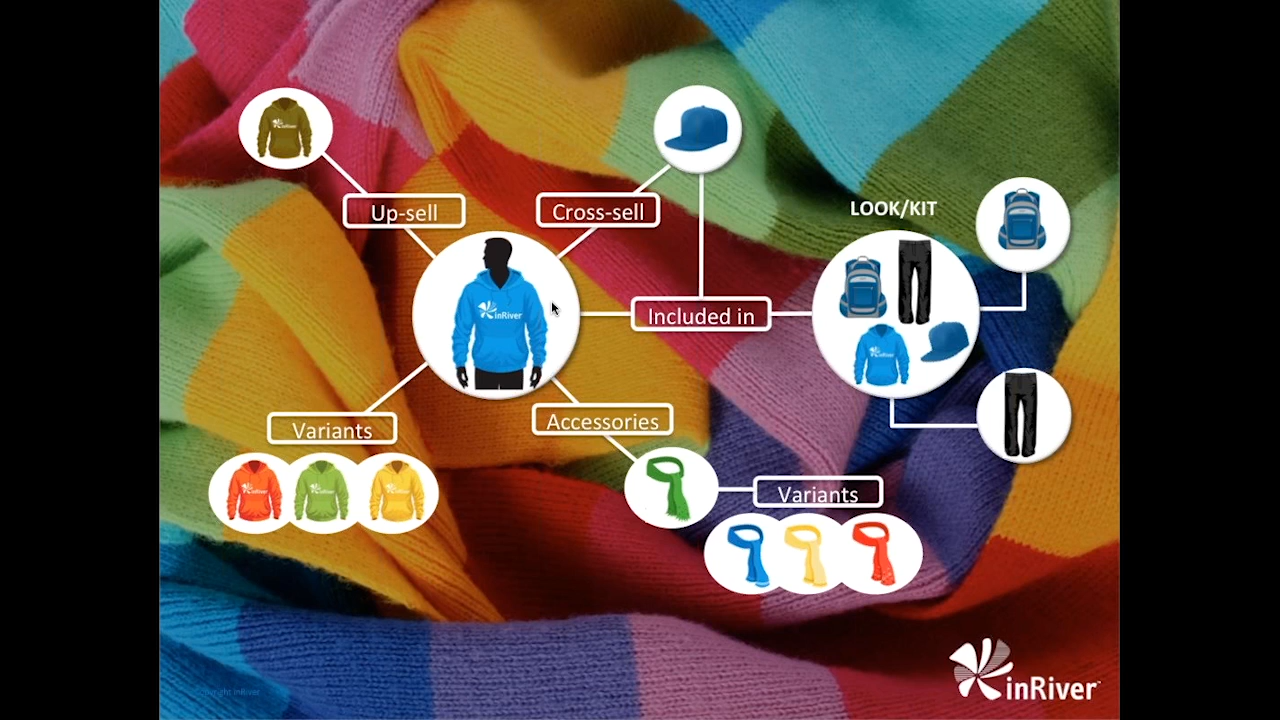 Up-sell
Cross-sell
LOOK/KIT
inRiver
Included in
Variants
Accessories
Variants
inRiver